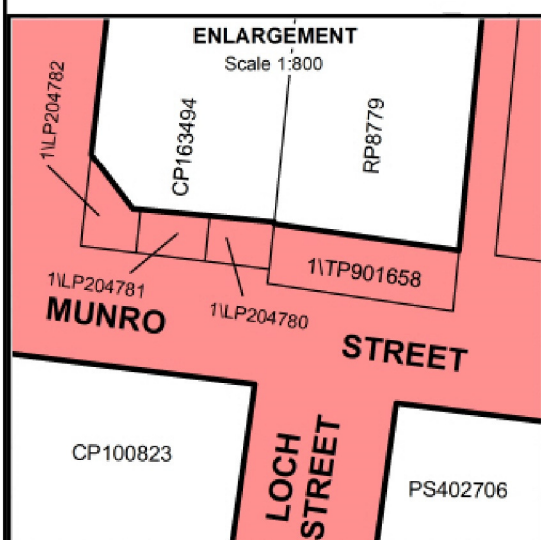 ENLARGEMENT
Scale 1:800
1\LP204782
CP163494
RP8779
1\TP901658
1\LP204781
1\LP204780
MUNRO
STREET
CP100823
LOCH
STREET
PS402706